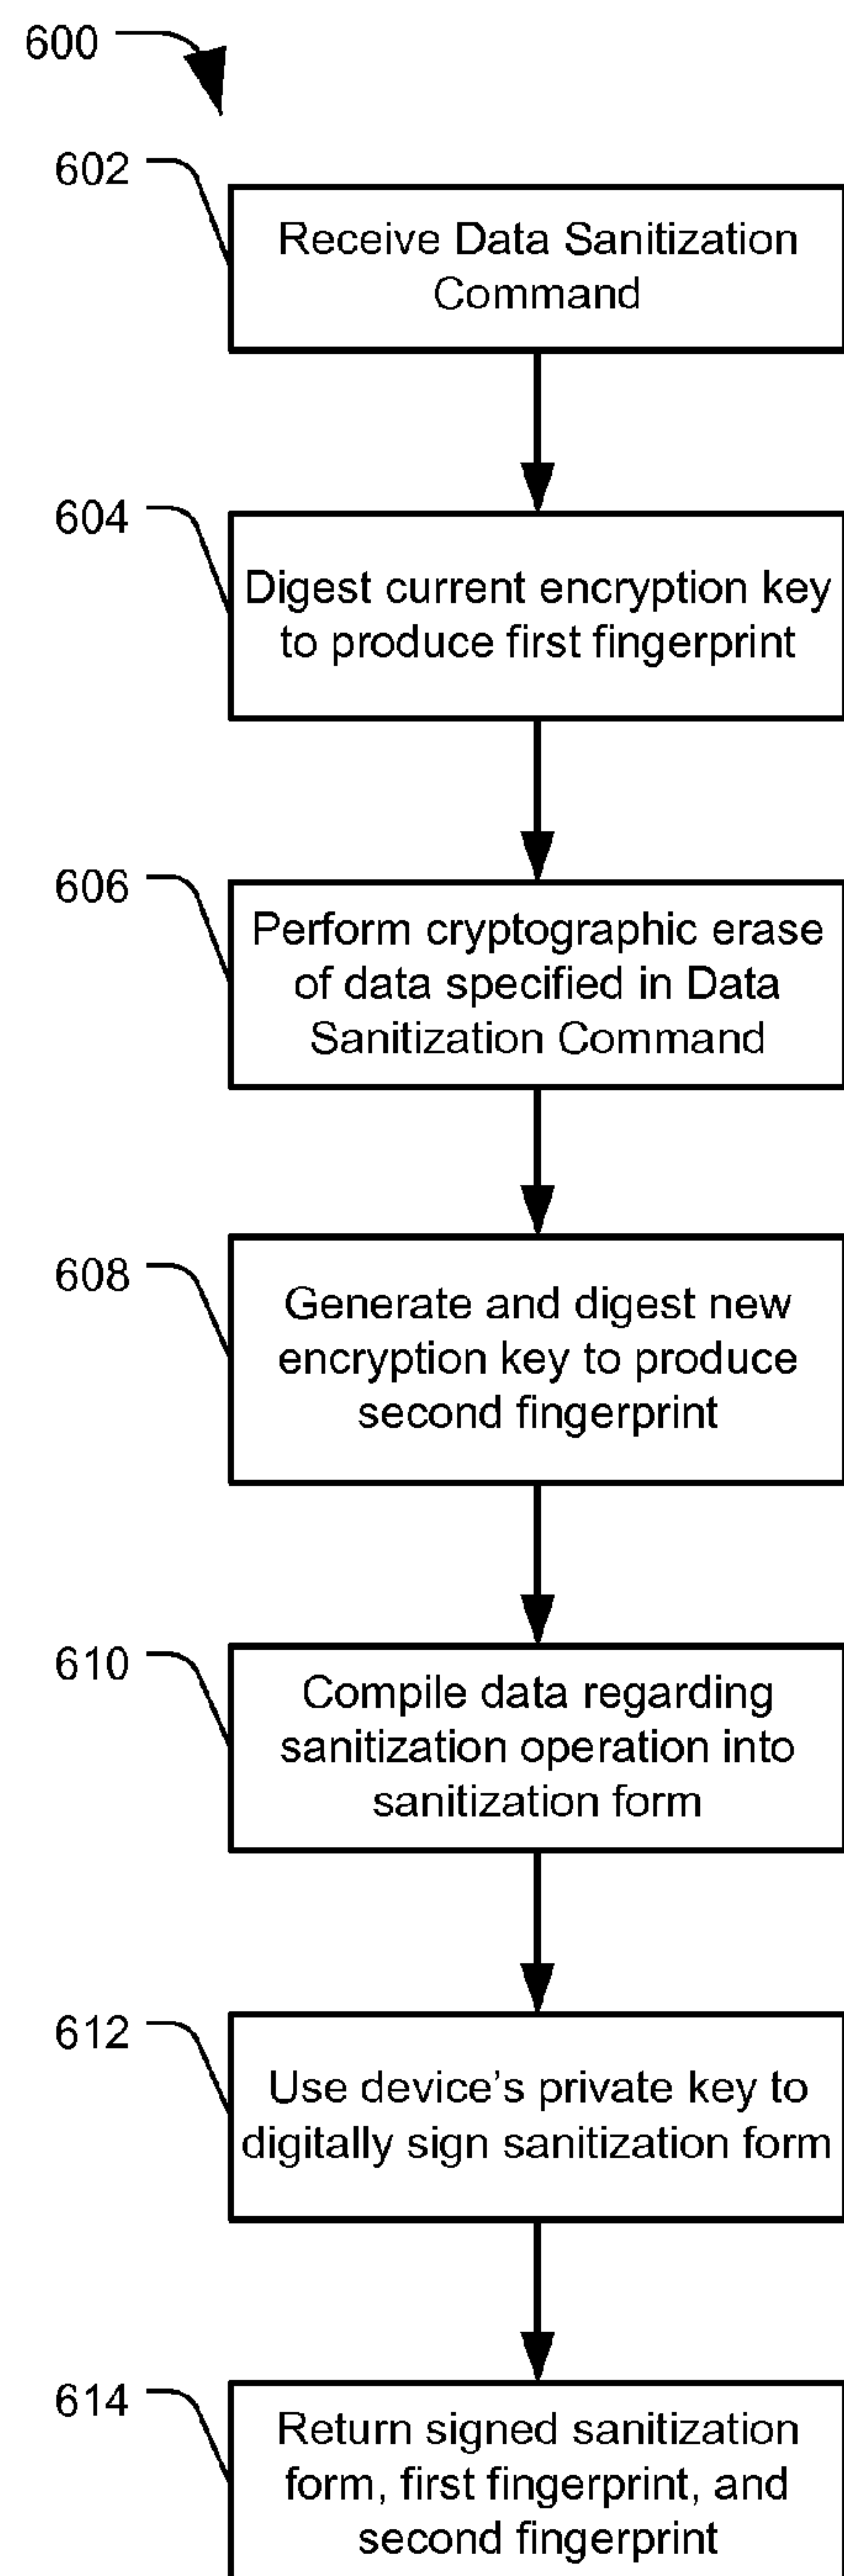 600
602
Receive Data Sanitization
Command
604
Digest current encryption key
to produce first fingerprint
606
Perform cryptographic erase
of data specified in Data
Sanitization Command
608
Generate and digest new
encryption key to produce
second fingerprint
610
Compile data regarding
sanitization operation into
sanitization form
612
Use device’s private key to
digitally sign sanitization form
614
Return signed sanitization
form, first fingerprint, and
second fingerprint